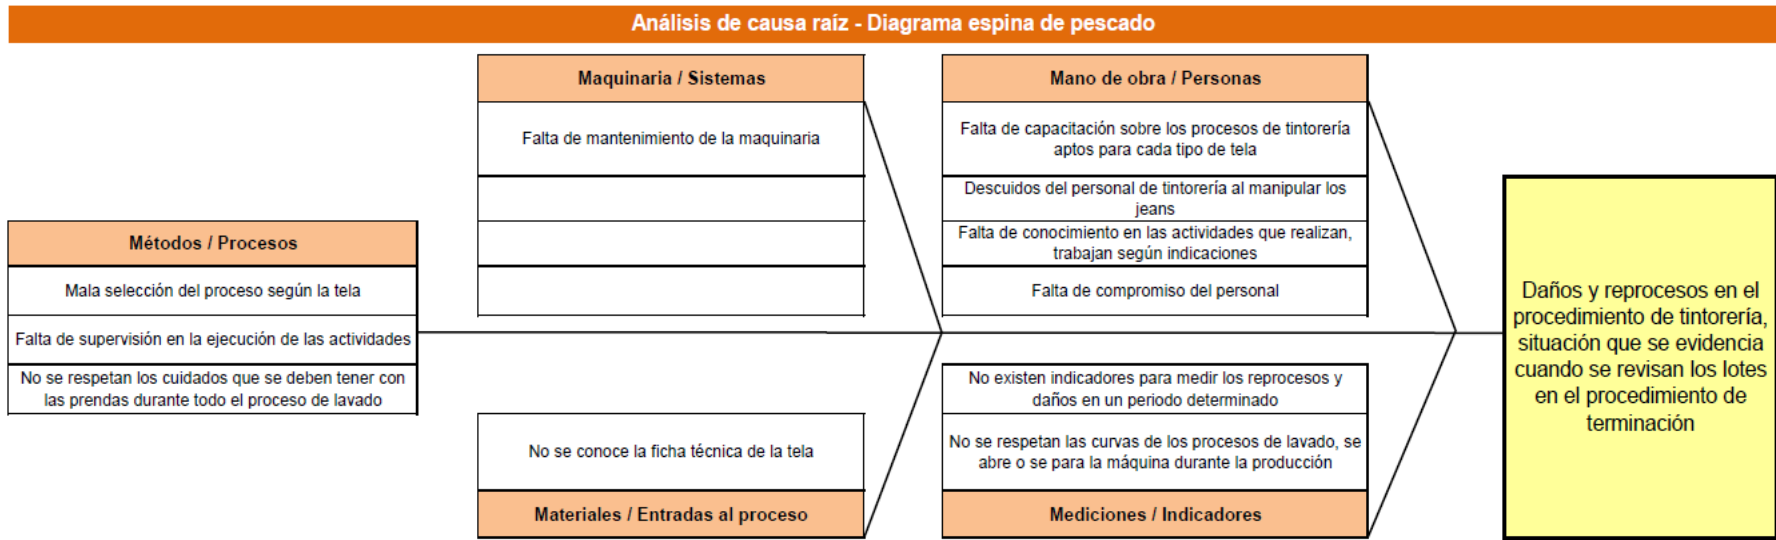 Análisis de causa raíz - Diagrama espina de pescado
Maquinaria / Sistemas
Falta de mantenimiento de la maquinaria
Mano de obra / Personas
Falta de capacitación sobre los procesos de tintorería
aptos para cada tipo de tela
Descuidos del personal de tintorería al manipular los
jeans
Falta de conocimiento en las actividades que realizan,
trabajan según indicaciones
Falta de compromiso del personal
Métodos / Procesos
Mala selección del proceso según la tela
Falta de supervisión en la ejecución de las actividades
No se respetan los cuidados que se deben tener con
las prendas durante todo el proceso de lavado
No se conoce la ficha técnica de la tela
Materiales / Entradas al proceso
No existen indicadores para medir los reprocesos y
daños en un periodo determinado
No se respetan las curvas de los procesos de lavado, se
abre o se para la máquina durante la producción
Mediciones / Indicadores
Daños y reprocesos en el
procedimiento de tintorería,
situación que se evidencia
cuando se revisan los lotes
en el procedimiento de
terminación